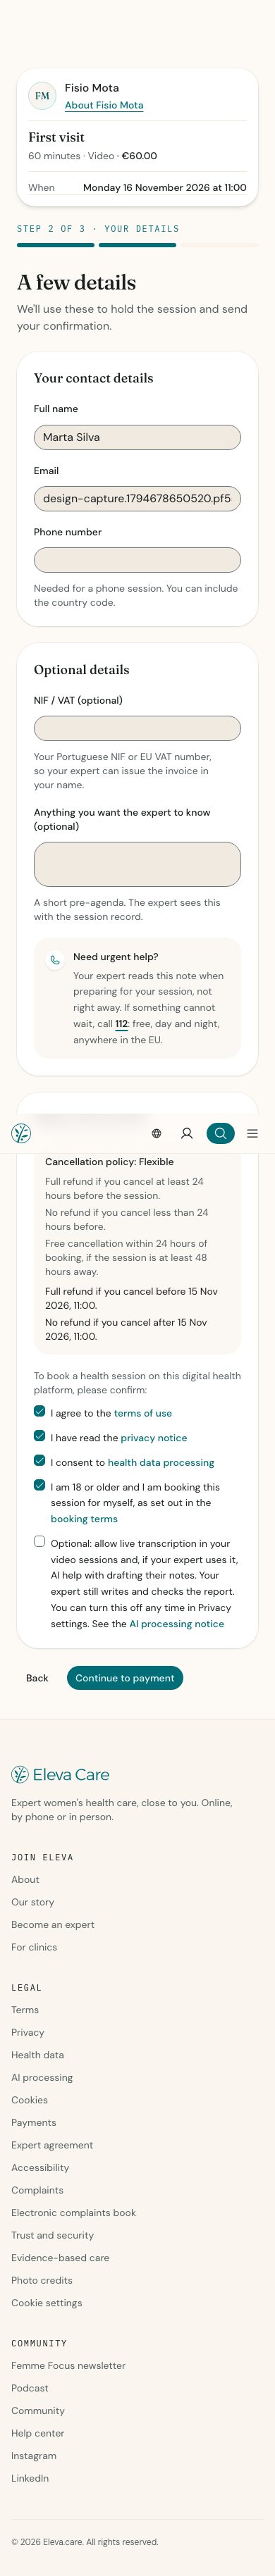 FM
Fisio Mota
About Fisio Mota
First visit
60 minutes · Video · €60.00
When
Monday 16 November 2026 at 11:00
STEP 2 OF 3 · YOUR DETAILS
A few details
We'll use these to hold the session and send
your confirmation.
Your contact details
Full name
Marta Silva
Email
design-capture.1794678650520.pf5
Phone number
Needed for a phone session. You can include
the country code.
Optional details
NIF / VAT (optional)
Your Portuguese NIF or EU VAT number,
so your expert can issue the invoice in
your name.
Anything you want the expert to know
(optional)
A short pre-agenda. The expert sees this
with the session record.
Need urgent help?
Your expert reads this note when
preparing for your session, not
right away. If something cannot
wait, call 112: free, day and night,
anywhere in the EU.
Cancellation policy: Flexible
Full refund if you cancel at least 24
hours before the session.
No refund if you cancel less than 24
hours before.
Free cancellation within 24 hours of
booking, if the session is at least 48
hours away.
Full refund if you cancel before 15 Nov
2026, 11:00.
No refund if you cancel after 15 Nov
2026, 11:00.
To book a health session on this digital health
platform, please confirm:
I agree to the terms of use
I have read the privacy notice
I consent to health data processing
I am 18 or older and I am booking this
session for myself, as set out in the
booking terms
Optional: allow live transcription in your
video sessions and, if your expert uses it,
AI help with drafting their notes. Your
expert still writes and checks the report.
You can turn this off any time in Privacy
settings. See the AI processing notice
Back
Continue to payment
Eleva Care
Expert women's health care, close to you. Online,
by phone or in person.
JOIN ELEVA
About
Our story
Become an expert
For clinics
LEGAL
Terms
Privacy
Health data
AI processing
Cookies
Payments
Expert agreement
Accessibility
Complaints
Electronic complaints book
Trust and security
Evidence-based care
Photo credits
Cookie settings
COMMUNITY
Femme Focus newsletter
Podcast
Community
Help center
Instagram
LinkedIn
© 2026 Eleva.care. All rights reserved.